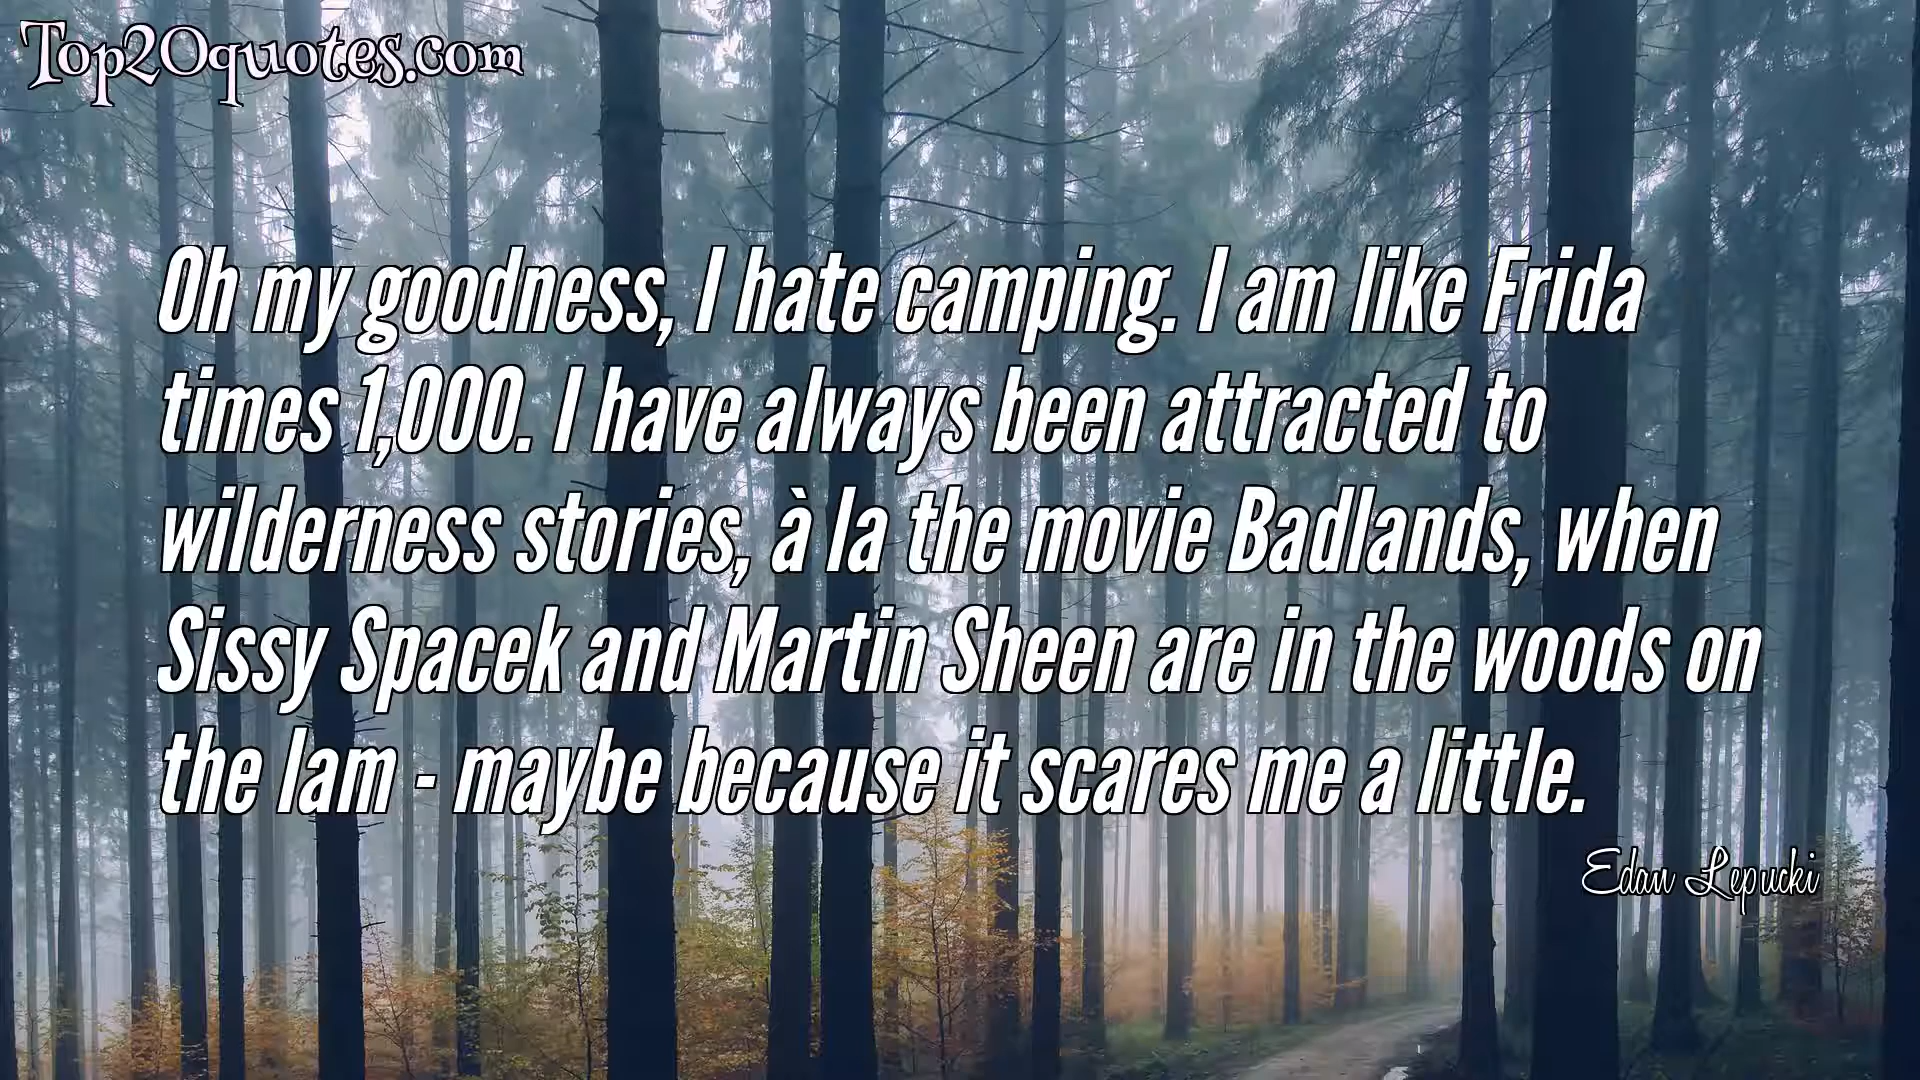 Top20quotes.com
Oh my goodness, I hate camping. I am like Frida
times 1,000. I have always been attracted to
wilderness stories, à la the movie Badlands, when
Sissy Spacek and Martin Sheen are in the woods on
the lam - maybe because it scares me a little.
Edan Lepucki